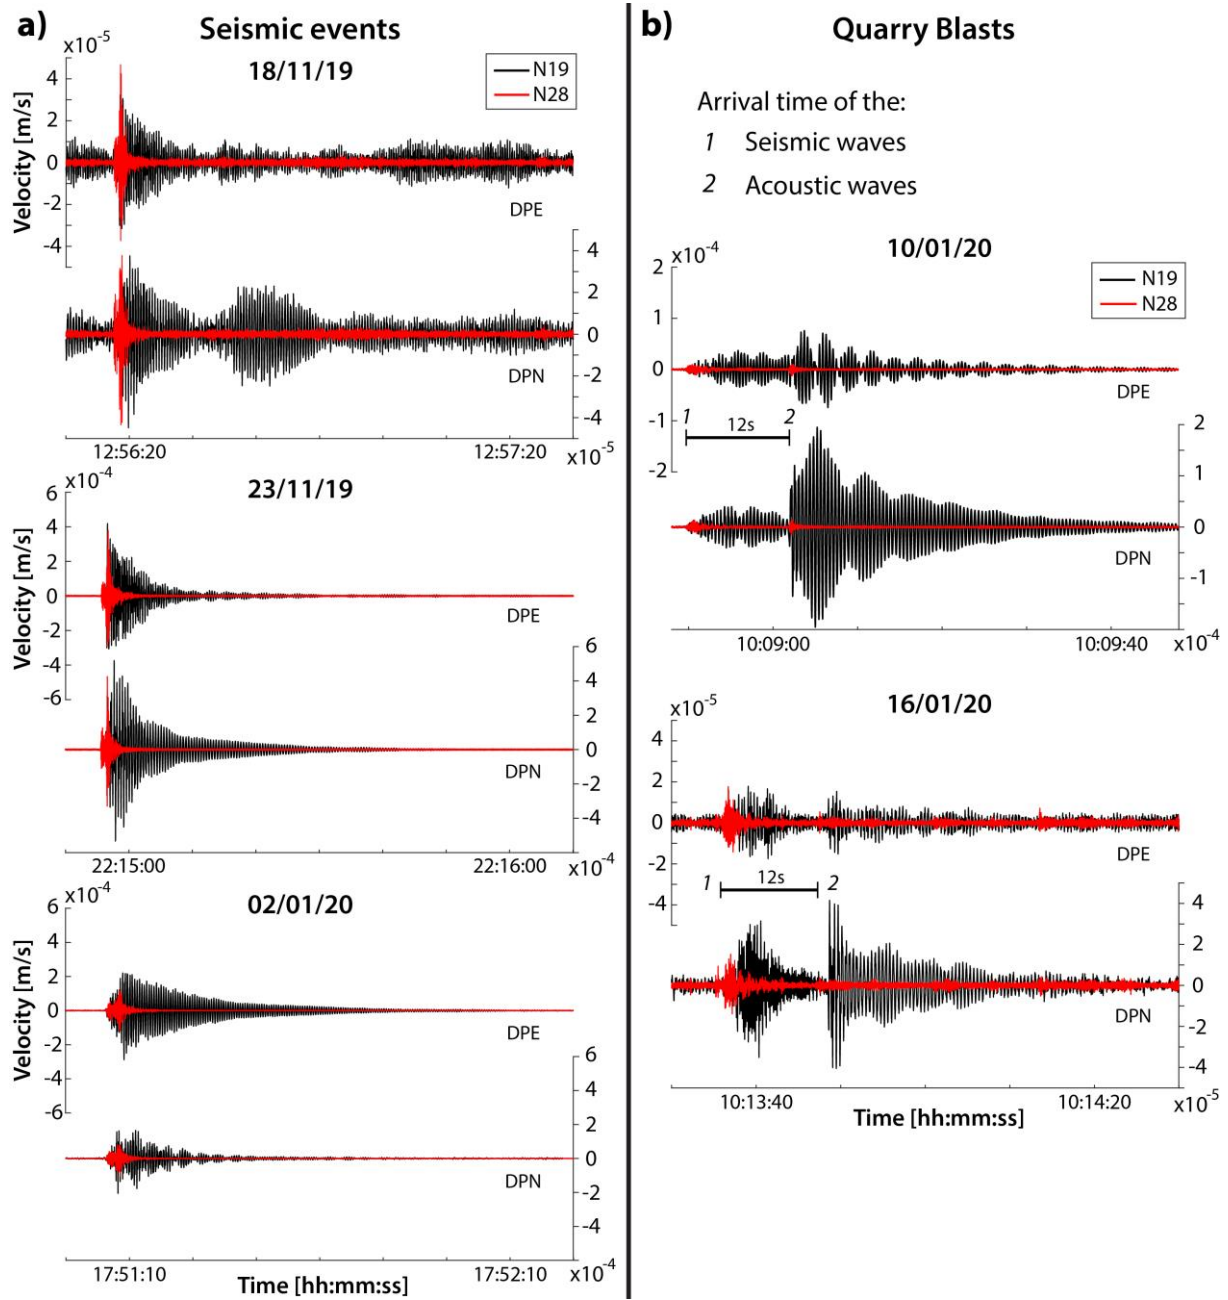 a)
Seismic events
x10-5
18/11/19
N19
N28
4
2
0
-2
-4
Velocity [m/s]
DPE
4
2
0
-2
-4
DPN
12:56:20
12:57:20
x10-5
x10-4
23/11/19
6
4
2
0
-2
-4
-6
Velocity [m/s]
DPE
6
4
2
0
-2
-4
DPN
22:15:00
22:16:00
x10-4
x10-4
02/01/20
6
4
2
0
-2
-4
-6
Velocity [m/s]
DPE
6
4
2
0
-2
-4
DPN
17:51:10
17:52:10
x10-4
Time [hh:mm:ss]
b)
Quarry Blasts
Arrival time of the:
1 Seismic waves
2 Acoustic waves
10/01/20
x10-4
N19
N28
2
1
0
-1
-2
DPE
1
12s
2
2
1
0
-1
DPN
10:09:00
10:09:40
x10-4
16/01/20
x10-5
4
2
0
-2
-4
DPE
1
12s
2
4
2
0
-2
-4
DPN
10:13:40
10:14:20
x10-5
Time [hh:mm:ss]